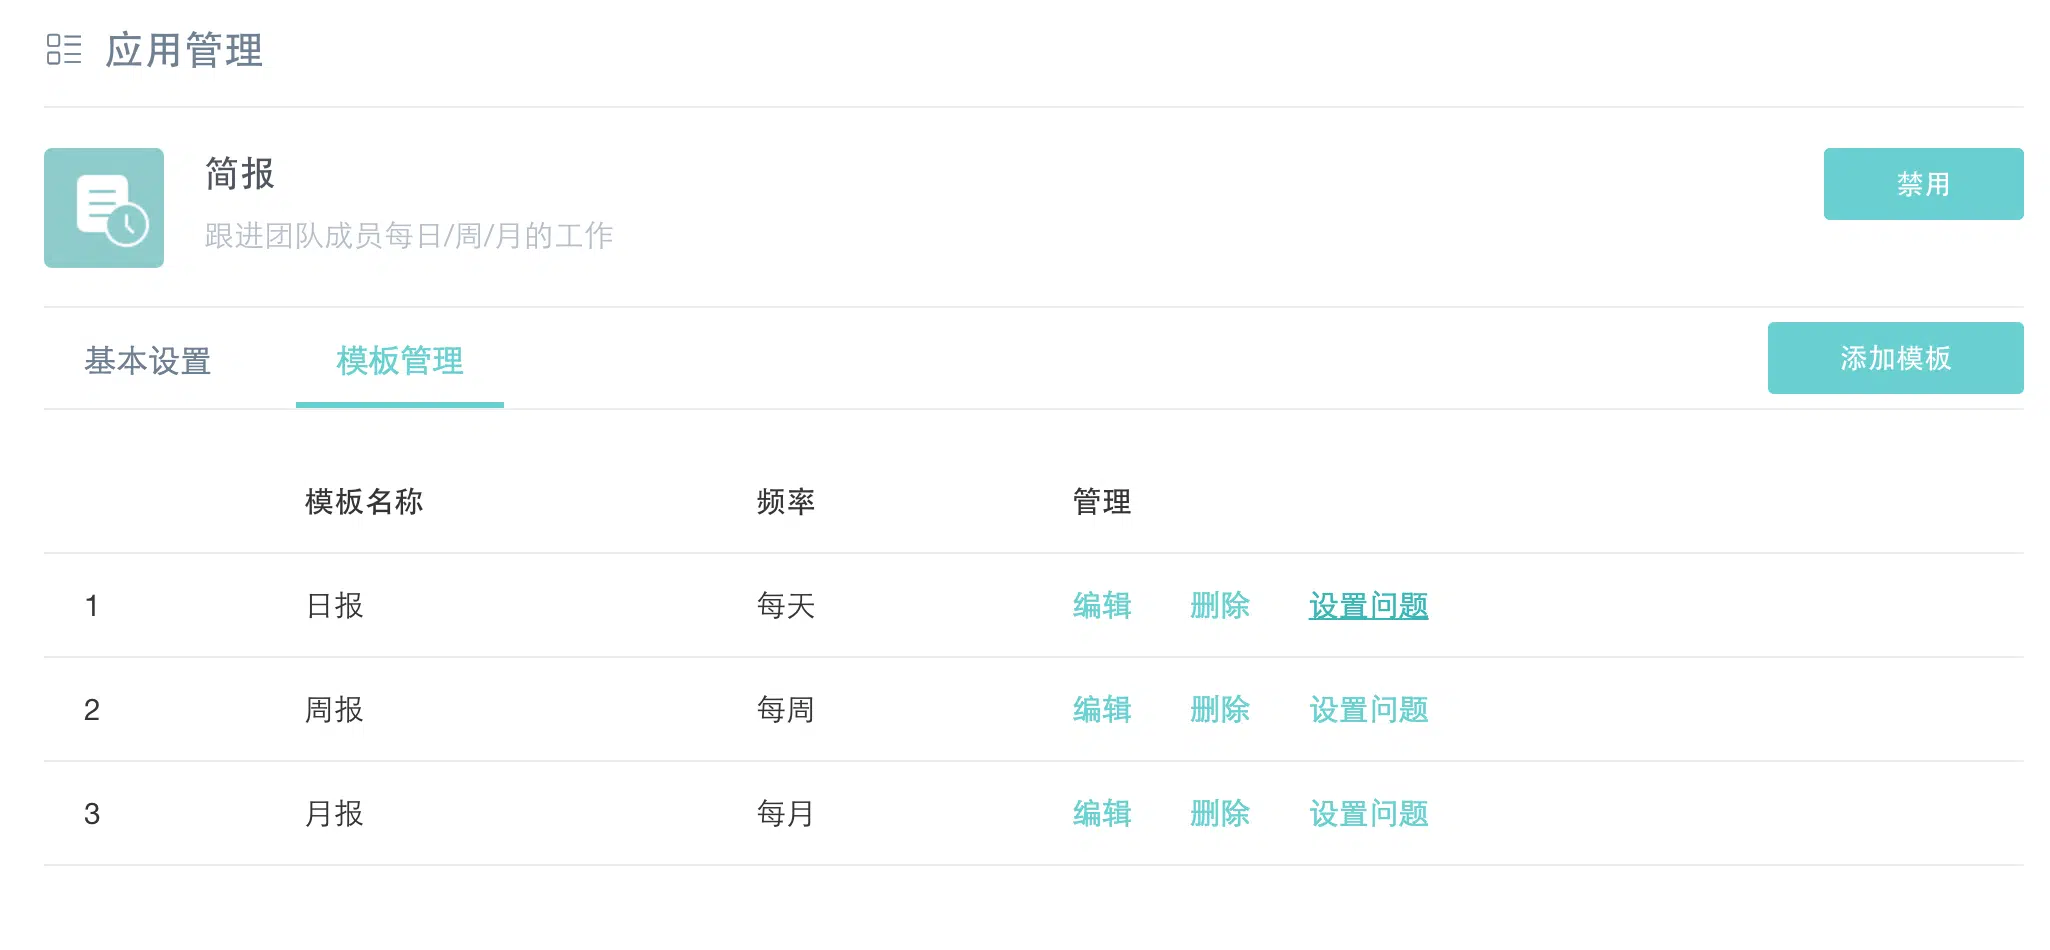 应用管理
简报
禁用
跟进团队成员每日/周/月的工作
基本设置 模板管理 添加模板
模板名称 频率 管理
1 日报 每天 编辑 删除 设置问题
2 周报 每周 编辑 删除 设置问题
3 月报 每月 编辑 删除 设置问题